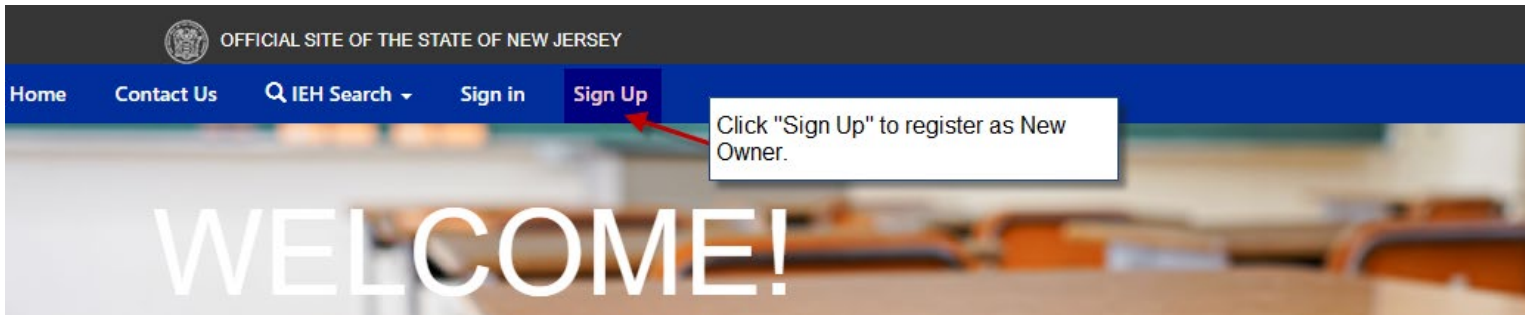 OFFICIAL SITE OF THE STATE OF NEW JERSEY
Home Contact Us IEH Search Sign in Sign Up
Click "Sign Up" to register as New
Owner.
WELCOME!